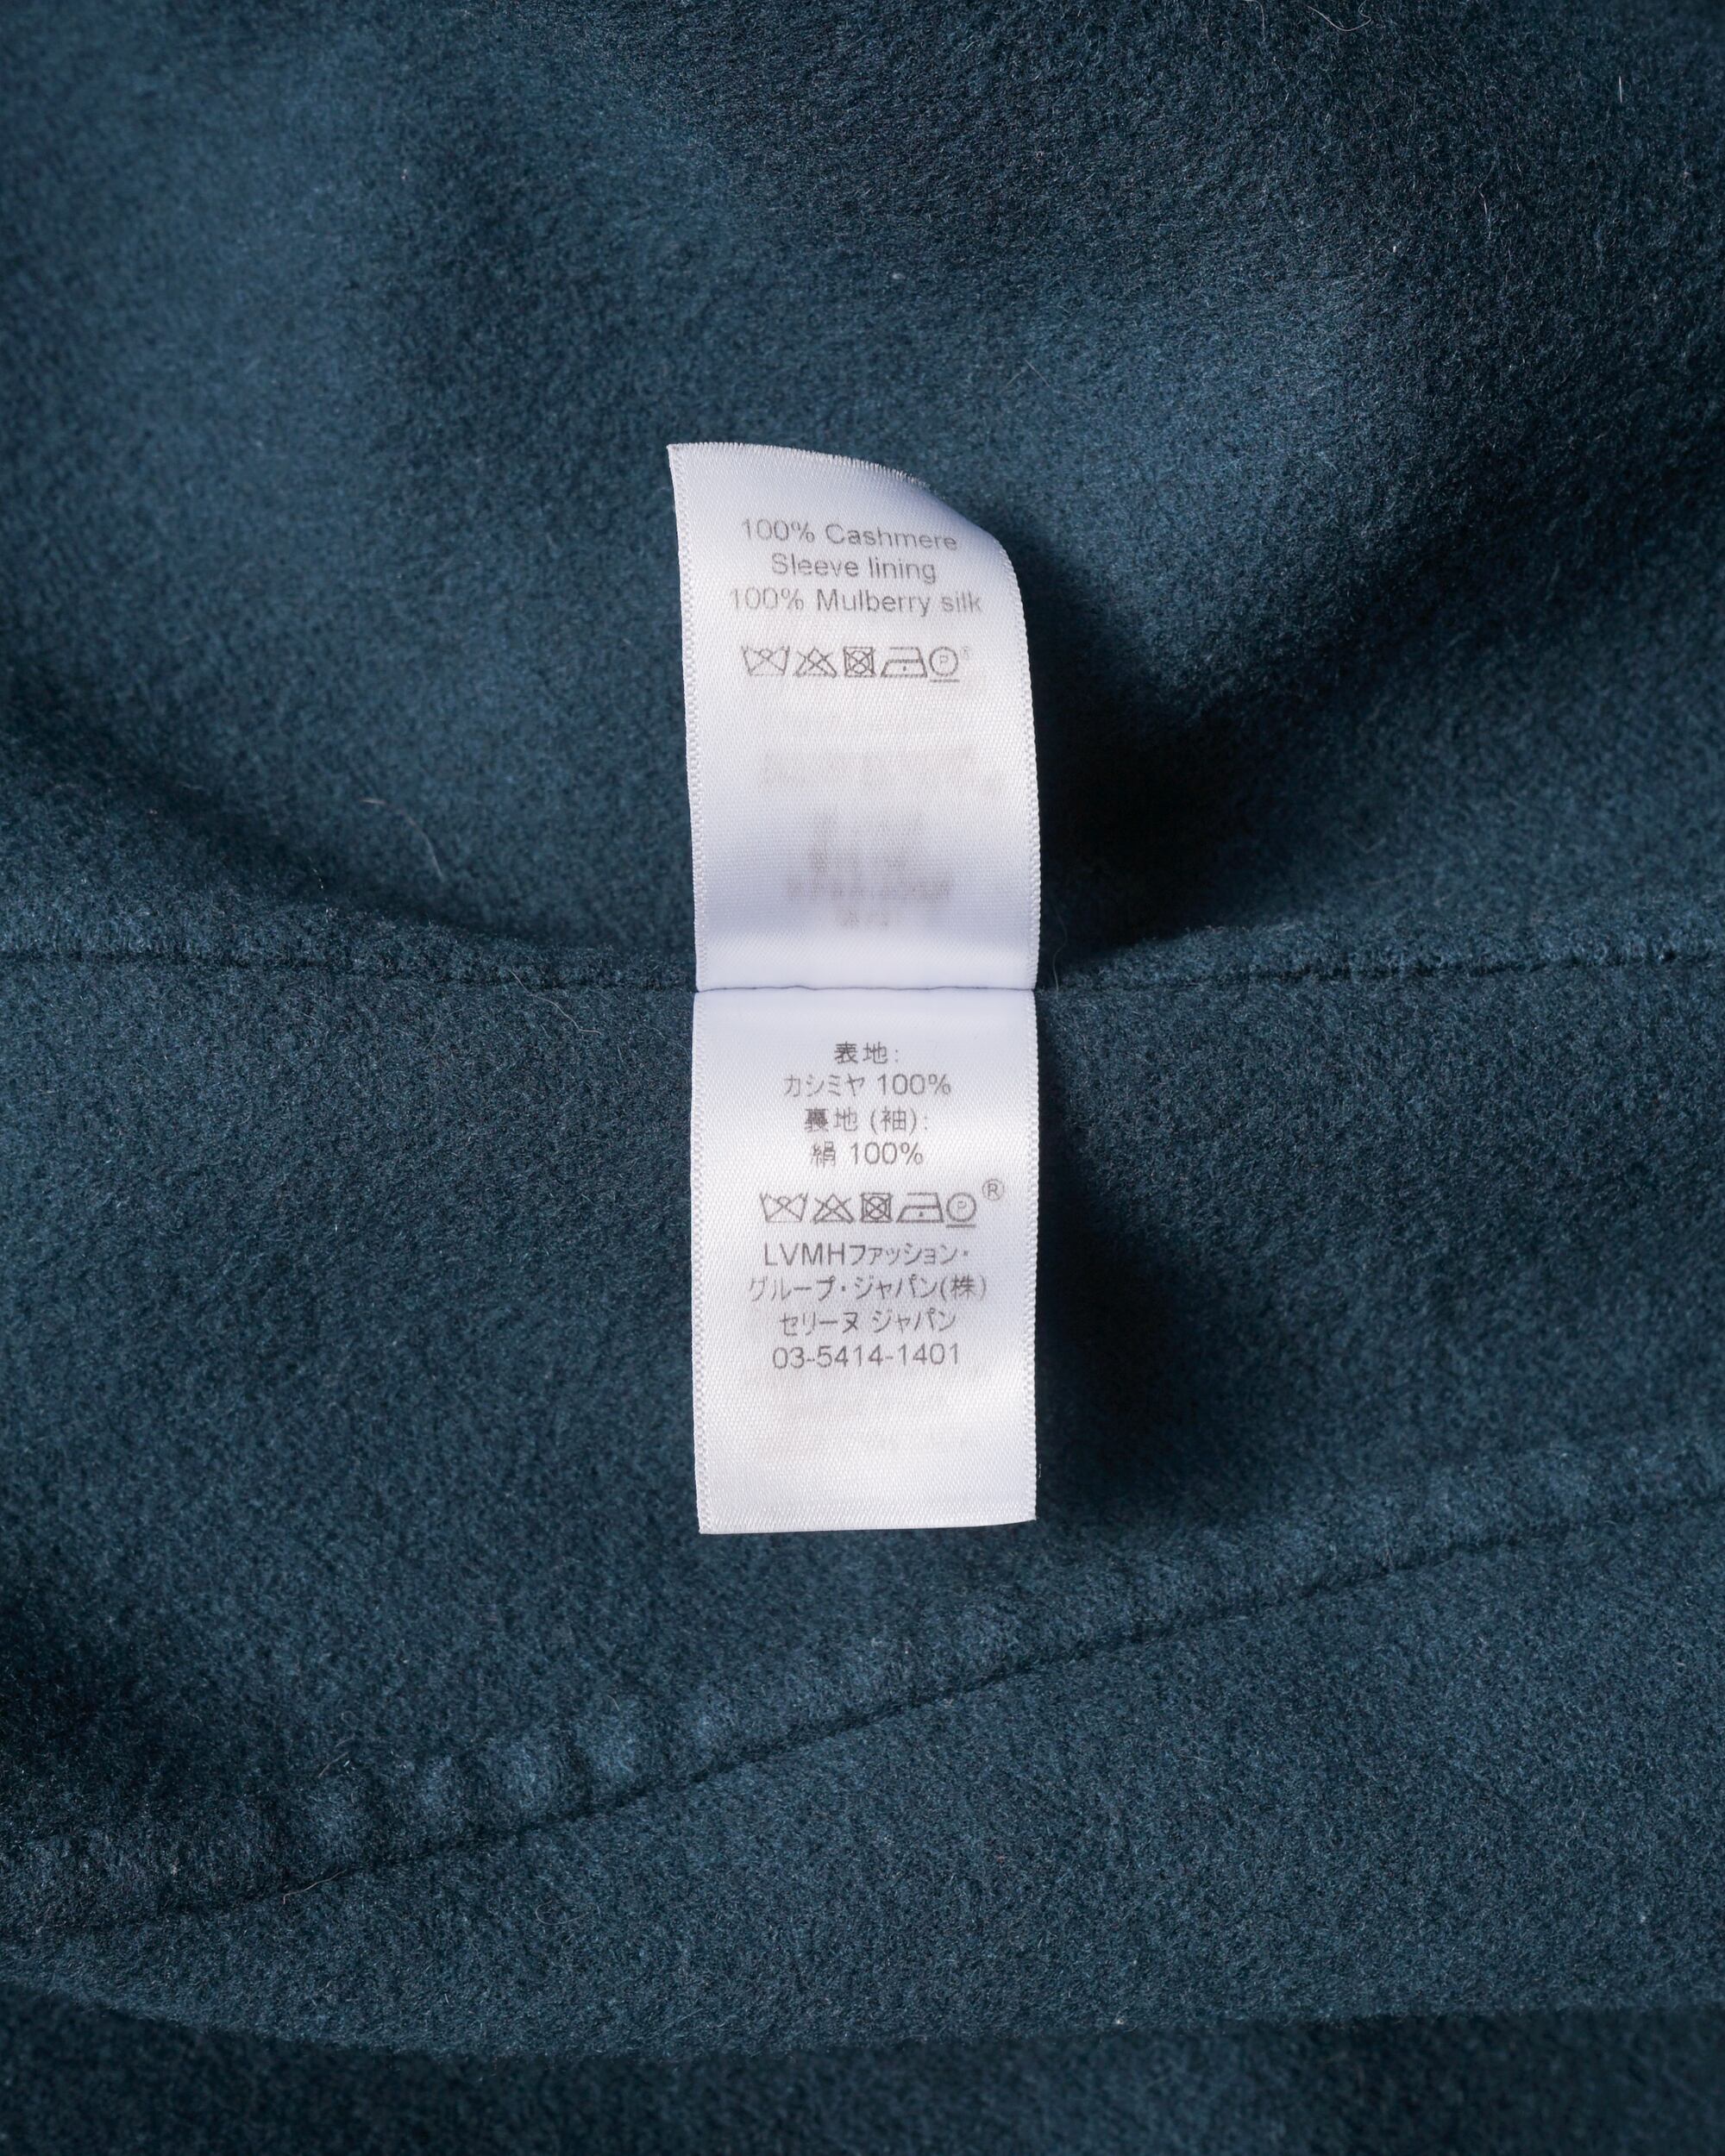 100% Cashmere
Sleeve lining
100% Mulberry silk
P
表地:
カシミヤ 100%
裏地 (袖):
絹 100%
P ®
LVMHファッション・
グループ・ジャパン(株)
セリーヌ ジャパン
03-5414-1401